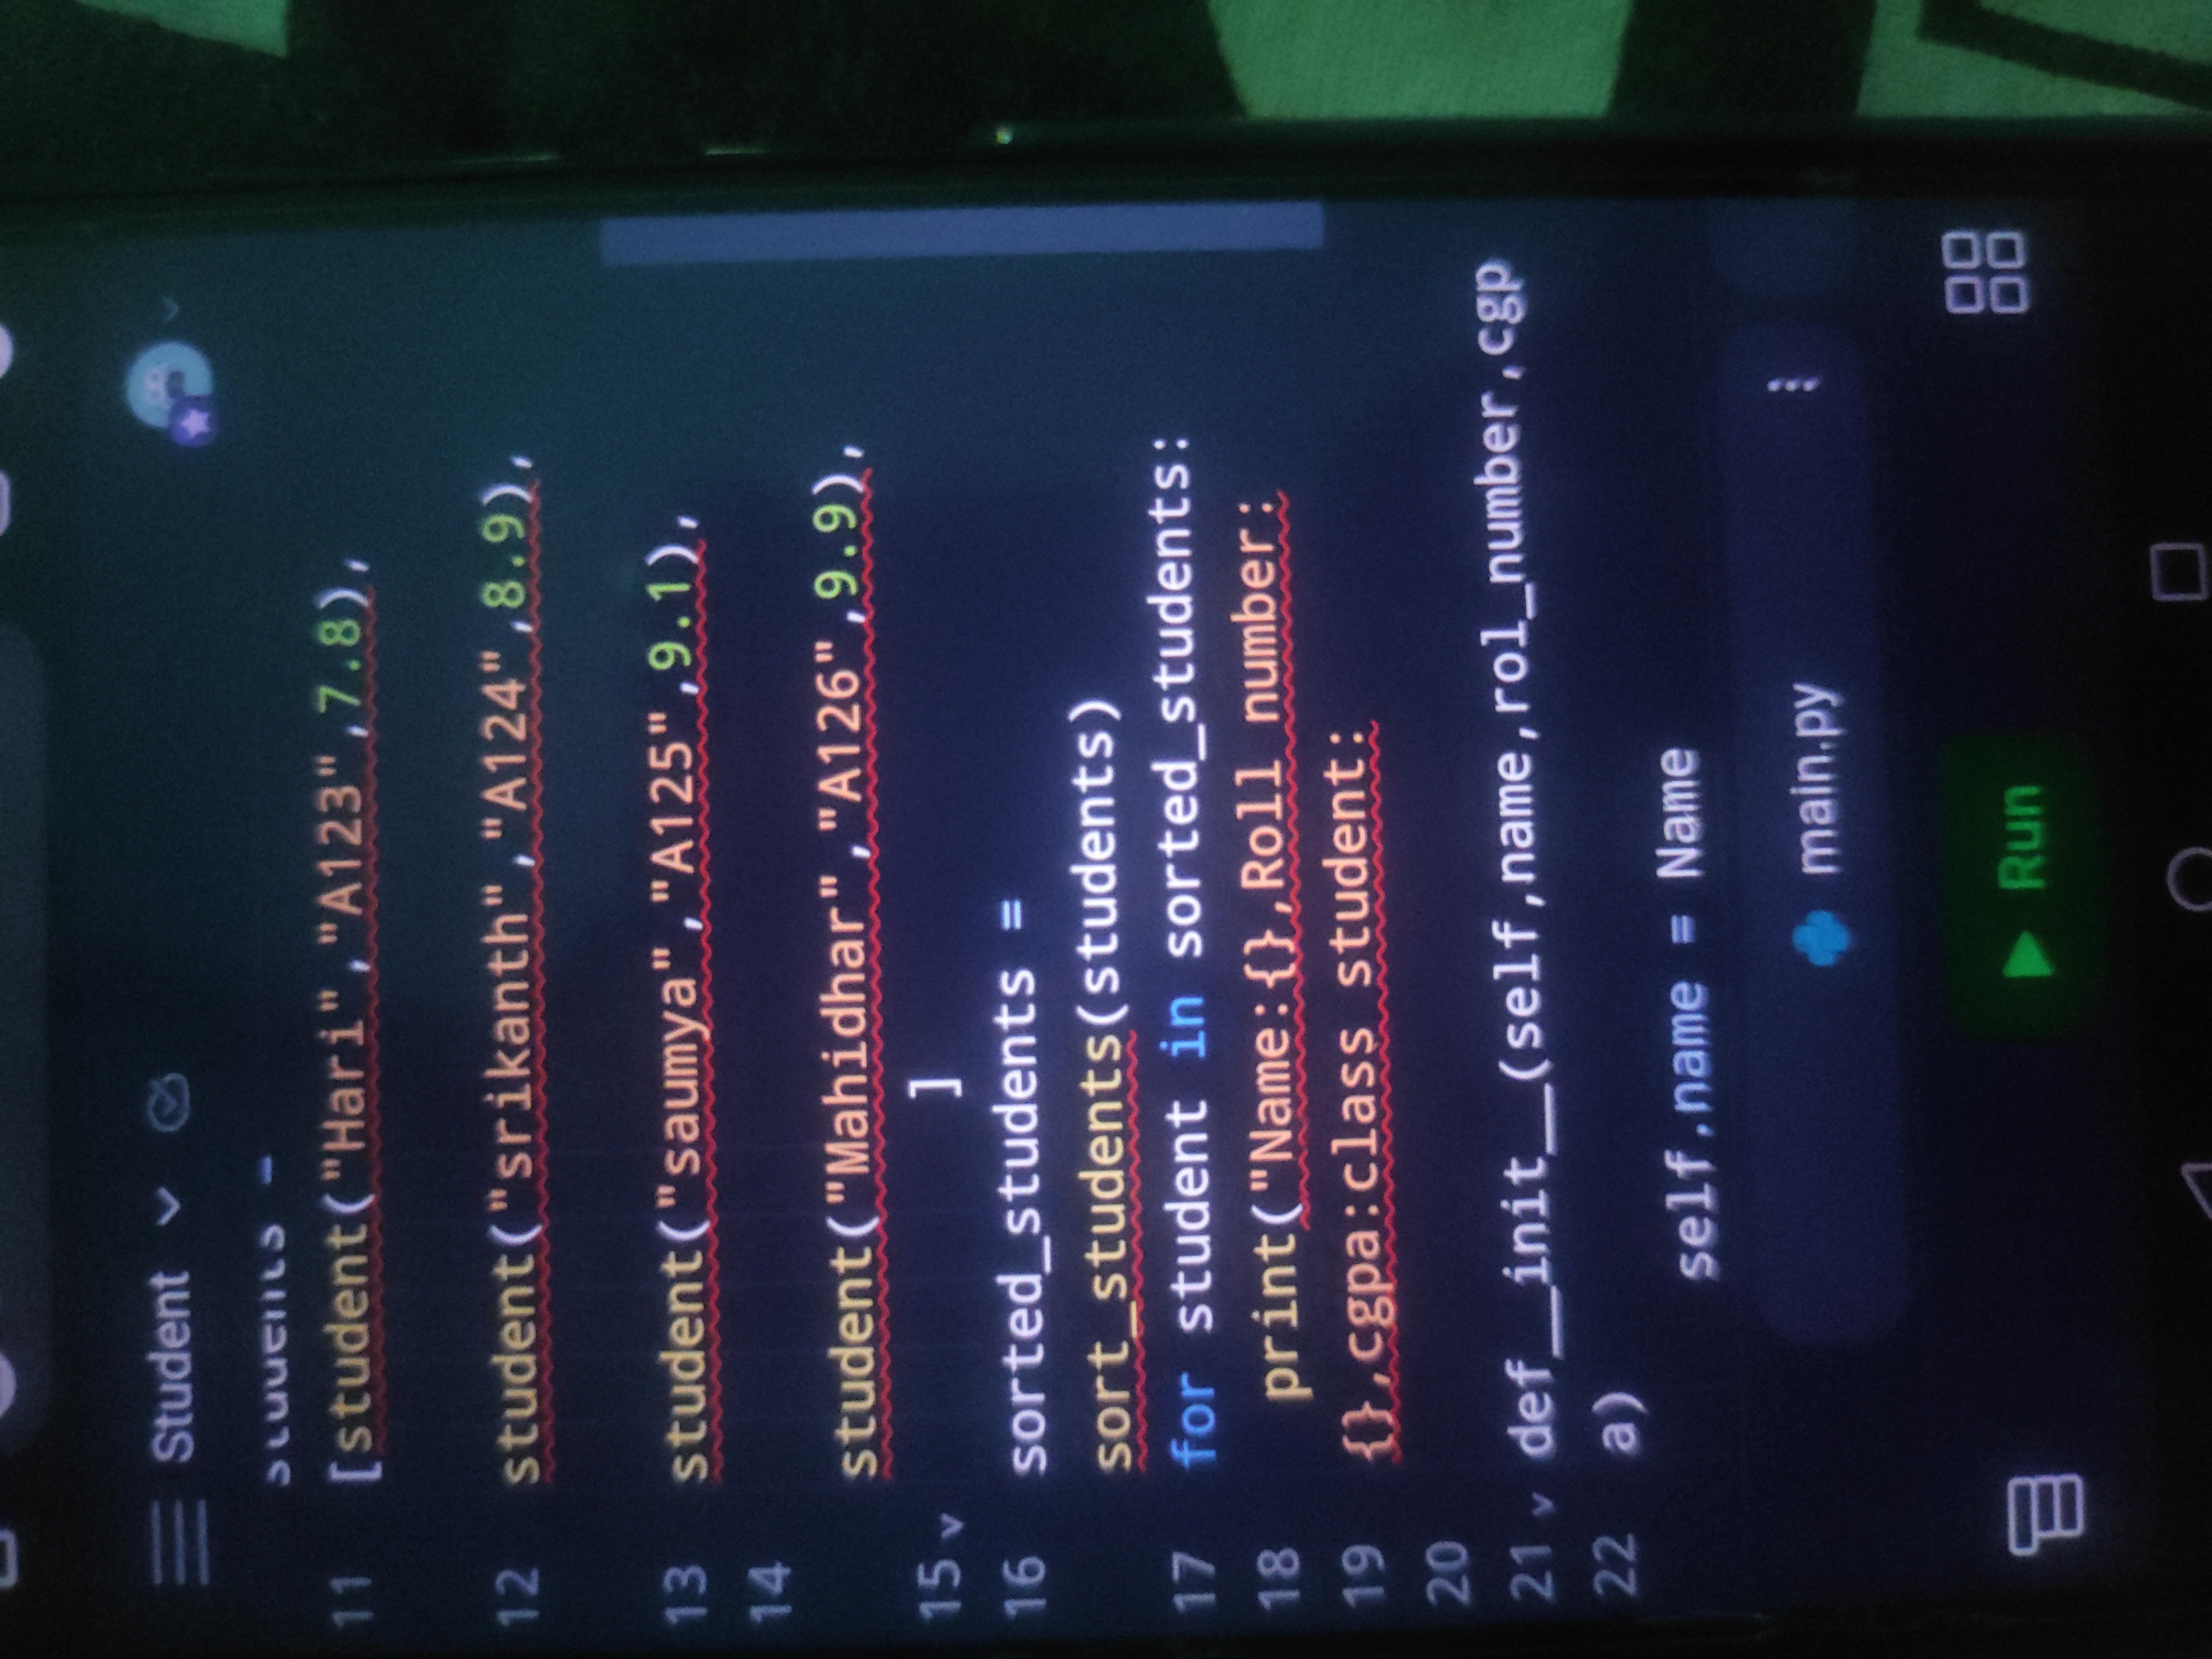 Student
students =
11 [student("Hari","A123",7.8),
12 student("srikanth","A124",8.9),
13 student("saumya","A125",9.1),
14
student("Mahidhar","A126",9.9),
15 ]
16 sorted_students =
sort_students(students)
17 for student in sorted_students:
18 print("Name:{},Roll number:
19 {},cgpa:class student:
20
21 def__init__(self,name,rol_number,cgp
22 a)
self.name = Name
main.py
Run